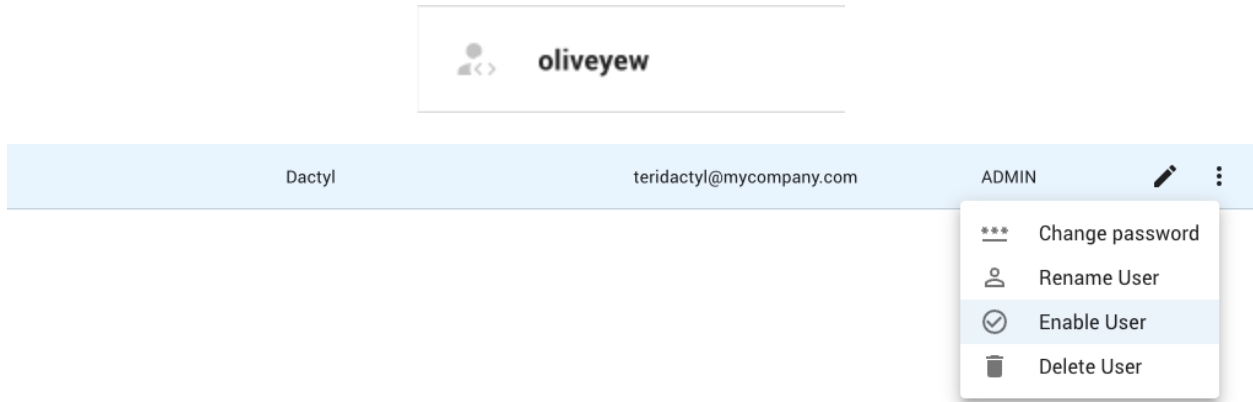 oliveyew
Dactyl teridactyl@mycompany.com ADMIN
Change password
Rename User
Enable User
Delete User